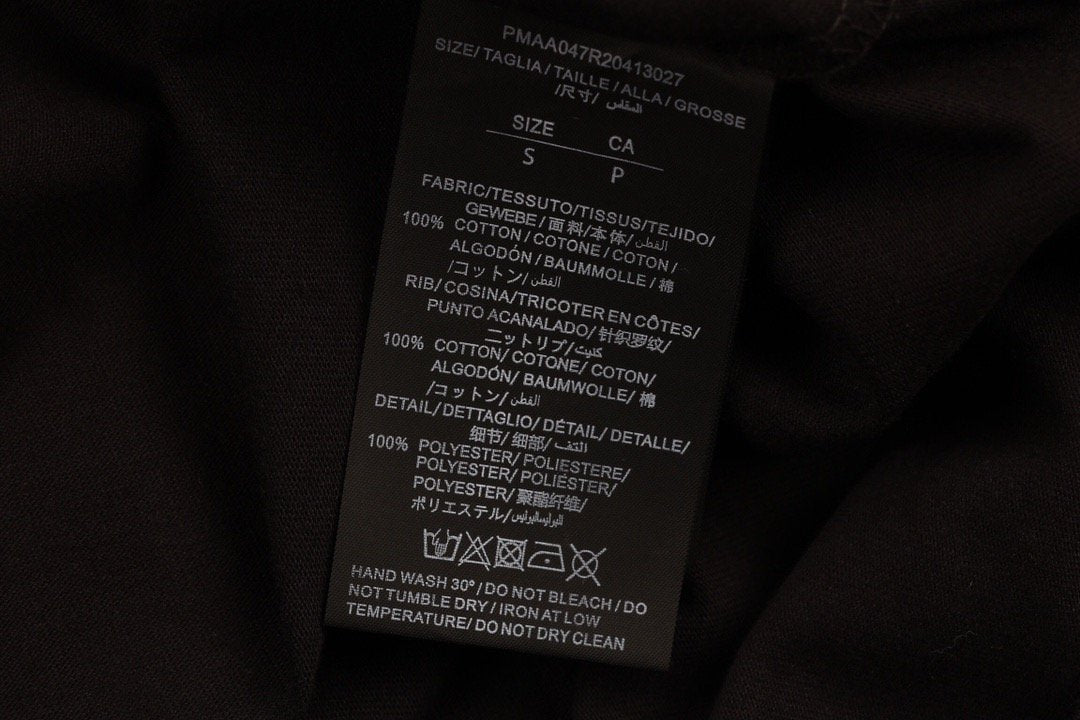 PMAA047R20413027
SIZE/TAGLIA/TAILLE/ALLA/GROSSE
/尺寸/ المقاس
SIZE CA
S P
FABRIC/TESSUTO/TISSUS/TEJIDO/
GEWEBE/面料/本体/القطن
100% COTTON/COTONE/COTON/
ALGODÓN/BAUMMOLLE/棉
/コットン/القطن
RIB/COSINA/TRICOTER EN CÔTES/
PUNTO ACANALADO/针织罗纹/
ニットリブ/
100% COTTON/COTONE/COTON/
ALGODÓN/BAUMWOLLE/棉
/コットン/القطن
DETAIL/DETTAGLIO/DÉTAIL/DETALLE/
细节/细部/
100% POLYESTER/POLIESTERE/
POLYESTER/POLIÉSTER/
POLYESTER/聚酯纤维/
ポリエステル/
HAND WASH 30°/DO NOT BLEACH/DO
NOT TUMBLE DRY/IRON AT LOW
TEMPERATURE/DO NOT DRY CLEAN